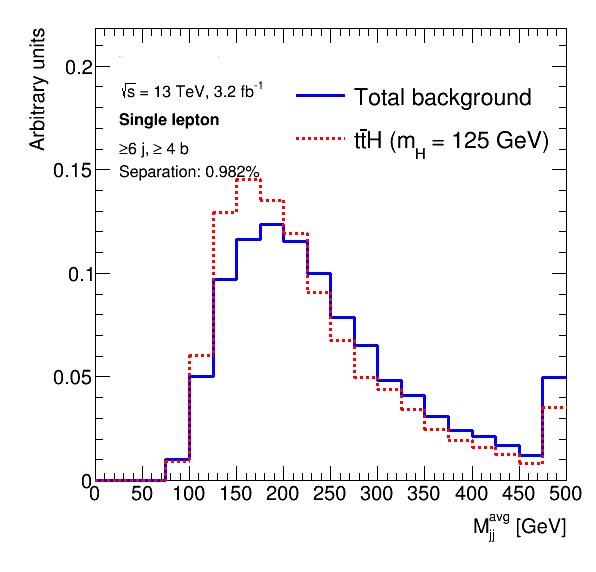 Arbitrary units
0.2
0.15
0.1
0.05
0
√s = 13 TeV, 3.2 fb⁻¹
Single lepton
≥6 j, ≥ 4 b
Separation: 0.982%
Total background
tt̄H (m_H = 125 GeV)
0 50 100 150 200 250 300 350 400 450 500
M_jj^avg [GeV]